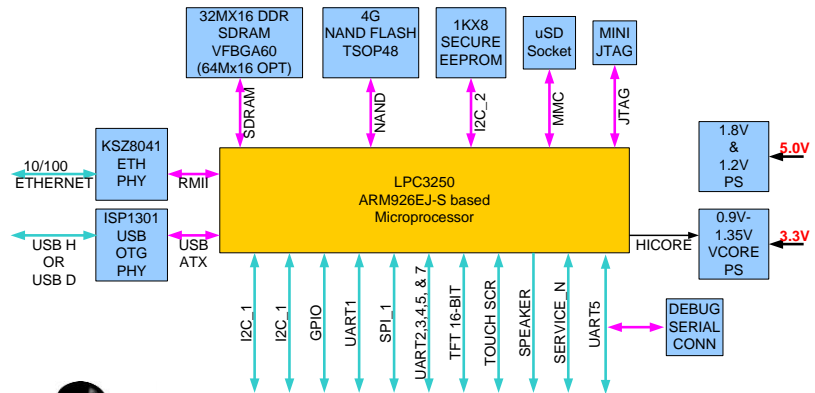 32MX16 DDR
SDRAM
VFBGA60
(64Mx16 OPT)
4G
NAND FLASH
TSOP48
1KX8
SECURE
EEPROM
uSD
Socket
MINI
JTAG
SDRAM
NAND
I2C_2
MMC
JTAG
10/100
ETHERNET
KSZ8041
ETH
PHY
RMII
LPC3250
ARM926EJ-S based
Microprocessor
1.8V
&
1.2V
PS
5.0V
USB H
OR
USB D
ISP1301
USB
OTG
PHY
USB
ATX
HICORE
0.9V-
1.35V
VCORE
PS
3.3V
I2C_1
I2C_1
GPIO
UART1
SPI_1
UART2,3,4,5, & 7
TFT 16-BIT
TOUCH SCR
SPEAKER
SERVICE_N
UART5
DEBUG
SERIAL
CONN